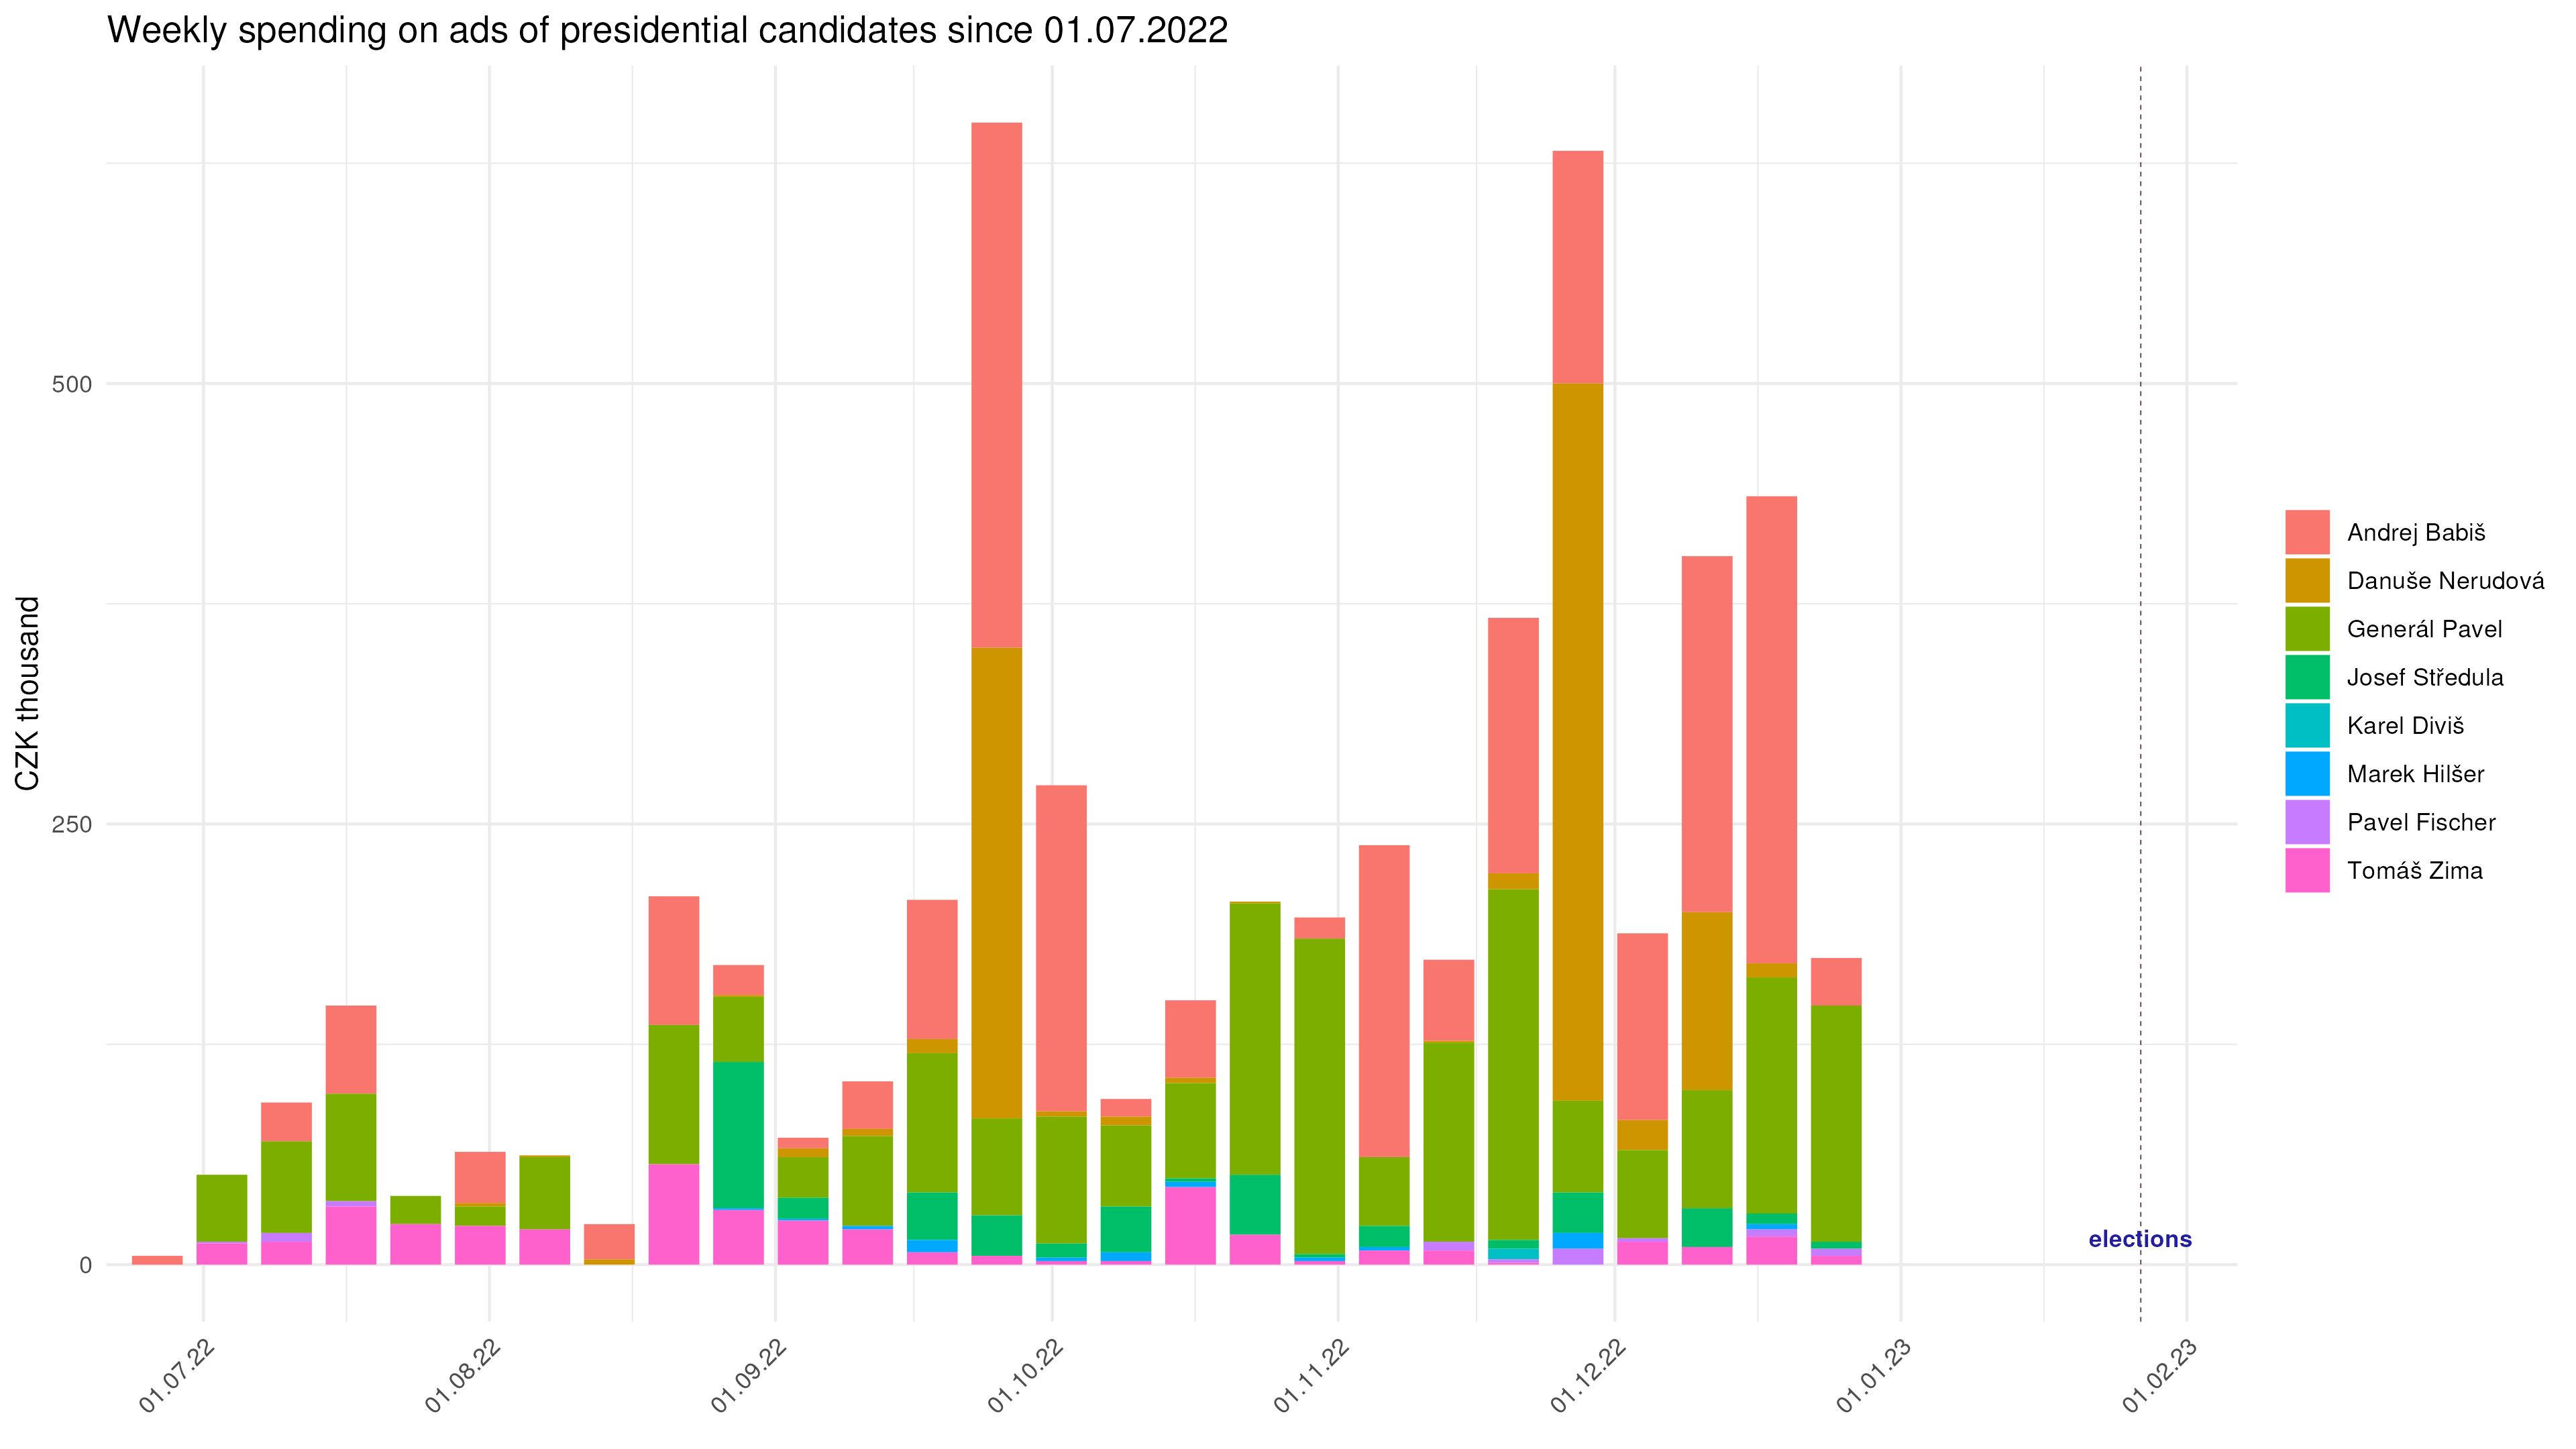 Weekly spending on ads of presidential candidates since 01.07.2022
CZK thousand
500
250
0
elections
01.07.22
01.08.22
01.09.22
01.10.22
01.11.22
01.12.22
01.01.23
01.02.23
Andrej Babiš
Danuše Nerudová
Generál Pavel
Josef Středula
Karel Diviš
Marek Hilšer
Pavel Fischer
Tomáš Zima